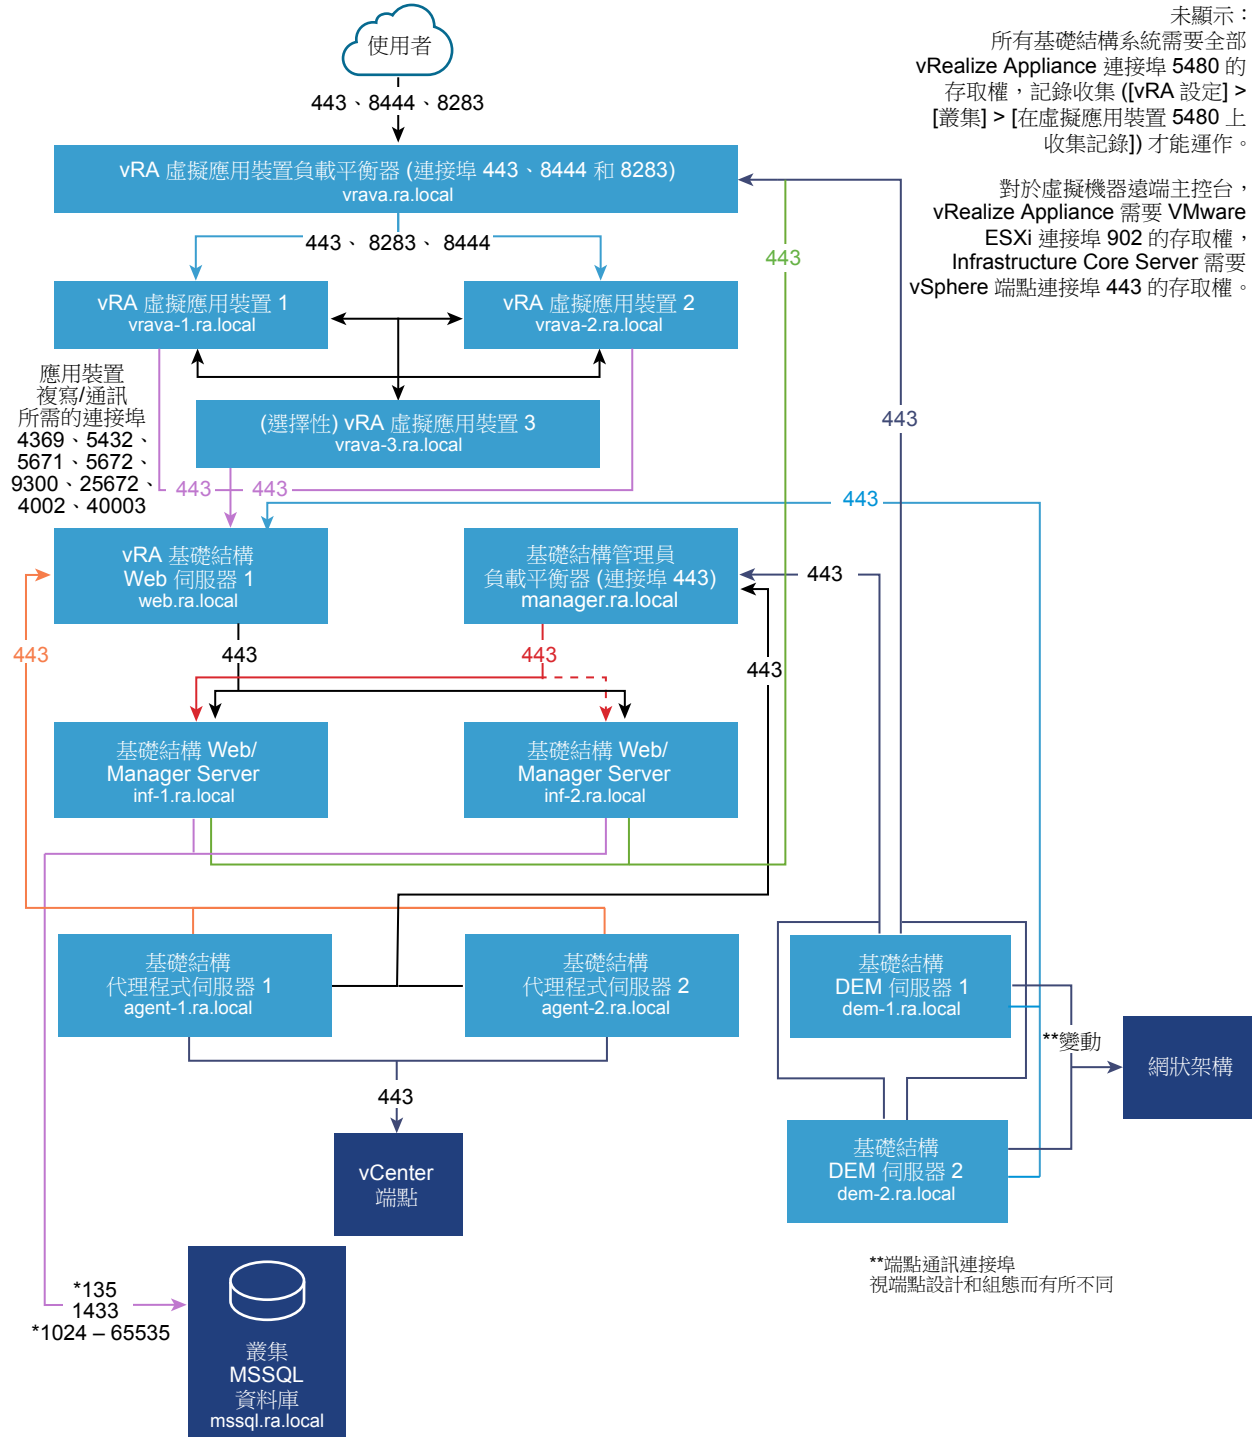 使用者
443、8444、8283
未顯示：
所有基礎結構系統需要全部
vRealize Appliance 連接埠 5480 的
存取權，記錄收集 ([vRA 設定] >
[叢集] > [在虛擬應用裝置 5480 上
收集記錄]) 才能運作。
對於虛擬機器遠端主控台，
vRealize Appliance 需要 VMware
ESXi 連接埠 902 的存取權，
Infrastructure Core Server 需要
vSphere 端點連接埠 443 的存取權。
vRA 虛擬應用裝置負載平衡器 (連接埠 443、8444 和 8283)
vrava.ra.local
443、 8283、 8444
443
vRA 虛擬應用裝置 1
vrava-1.ra.local
vRA 虛擬應用裝置 2
vrava-2.ra.local
應用裝置
複寫/通訊
所需的連接埠
4369、5432、
5671、5672、
9300、25672、
4002、40003
(選擇性) vRA 虛擬應用裝置 3
vrava-3.ra.local
443
443
443
443
vRA 基礎結構
Web 伺服器 1
web.ra.local
基礎結構管理員
負載平衡器 (連接埠 443)
manager.ra.local
443
443
443
443
443
基礎結構 Web/
Manager Server
inf-1.ra.local
基礎結構 Web/
Manager Server
inf-2.ra.local
基礎結構
代理程式伺服器 1
agent-1.ra.local
基礎結構
代理程式伺服器 2
agent-2.ra.local
基礎結構
DEM 伺服器 1
dem-1.ra.local
**變動
網狀架構
443
vCenter
端點
基礎結構
DEM 伺服器 2
dem-2.ra.local
**端點通訊連接埠
視端點設計和組態而有所不同
*135
1433
*1024 – 65535
叢集
MSSQL
資料庫
mssql.ra.local